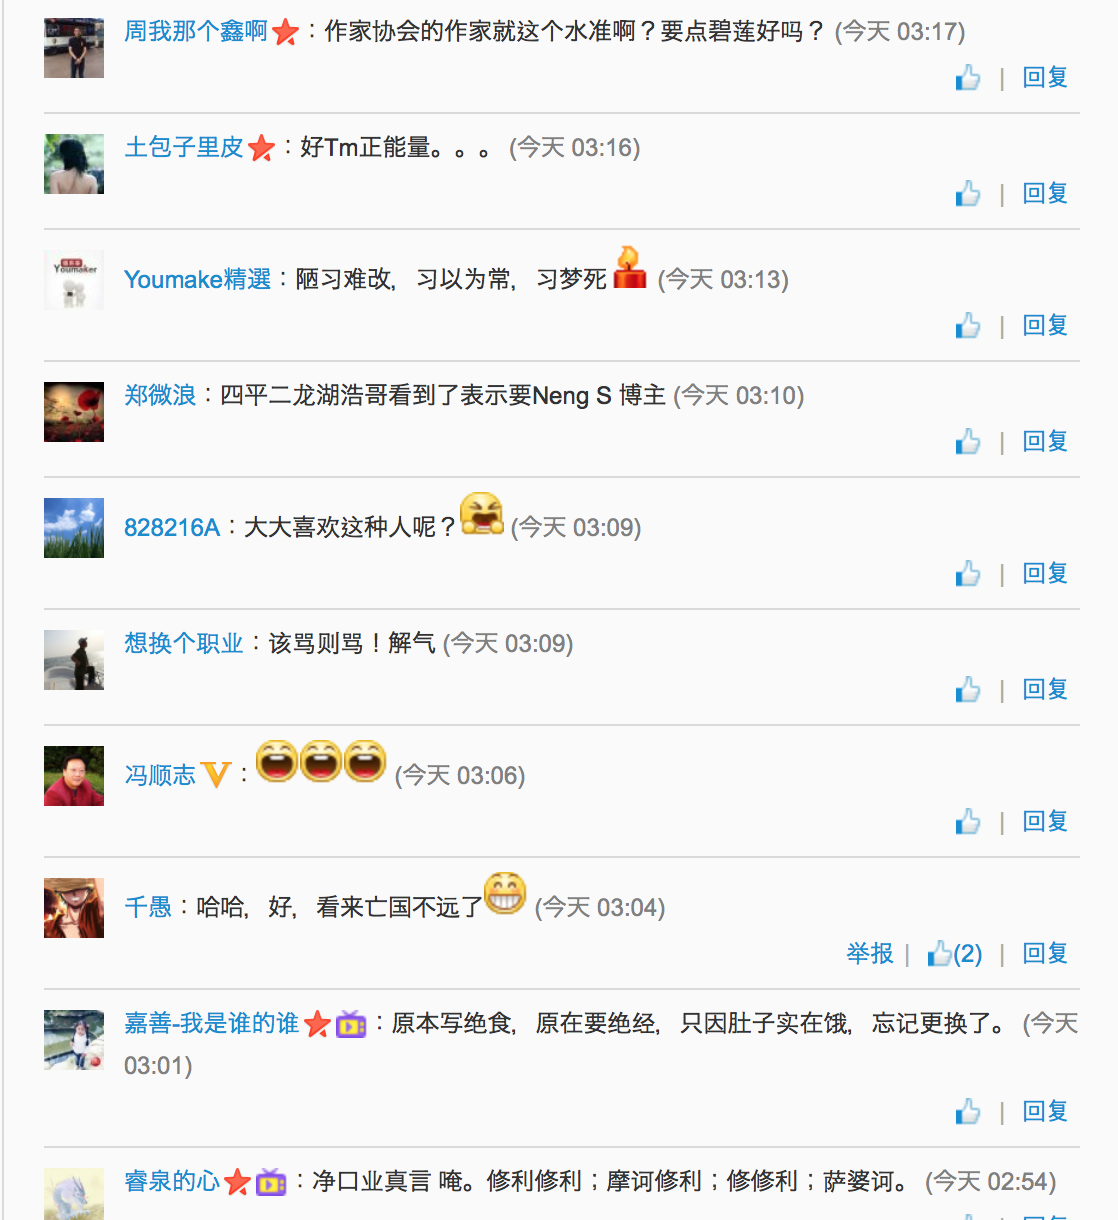 周我那个鑫啊：作家协会的作家就这个水准啊？要点碧莲好吗？ (今天 03:17)
| 回复
土包子里皮：好Tm正能量。。。 (今天 03:16)
| 回复
Youmaker
Youmake精選：陋习难改，习以为常，习梦死 (今天 03:13)
| 回复
郑微浪：四平二龙湖浩哥看到了表示要Neng S 博主 (今天 03:10)
| 回复
828216A：大大喜欢这种人呢？ (今天 03:09)
| 回复
想换个职业：该骂则骂！解气 (今天 03:09)
| 回复
冯顺志V： (今天 03:06)
| 回复
千愚：哈哈，好，看来亡国不远了 (今天 03:04)
举报 | (2) | 回复
嘉善-我是谁的谁：原本写绝食，原在要绝经，只因肚子实在饿，忘记更换了。 (今天
03:01)
| 回复
睿泉的心：净口业真言 唵。修利修利；摩诃修利；修修利；萨婆诃。 (今天 02:54)